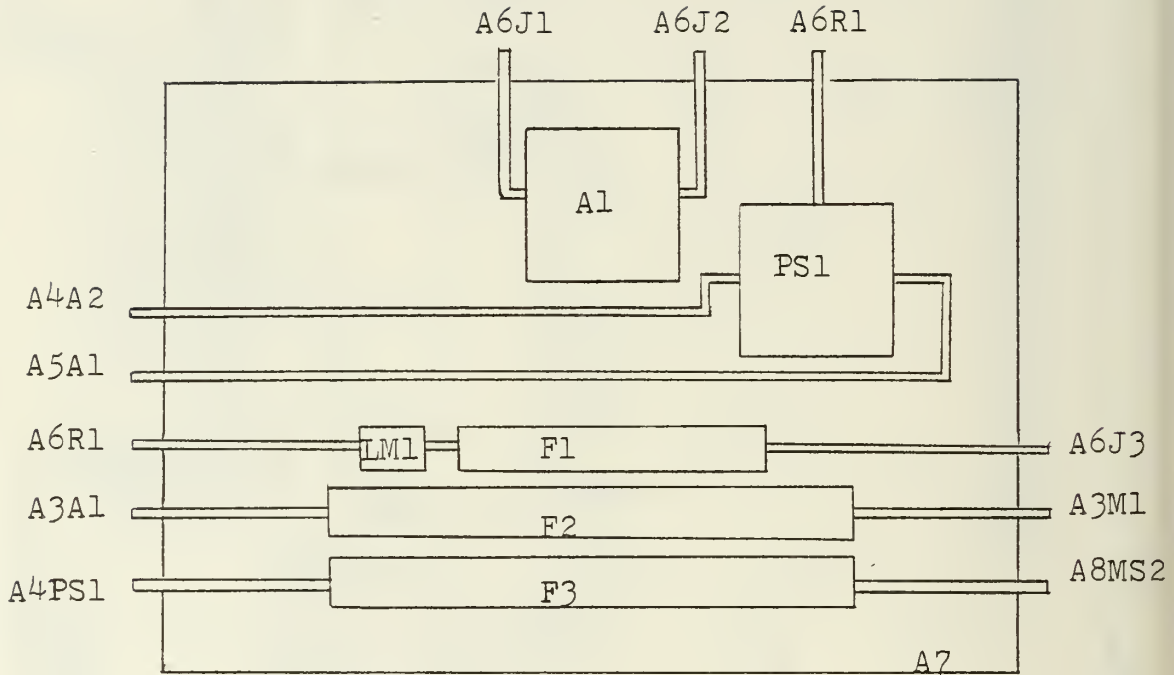 A6J1 A6J2 A6R1
A1
PS1
A4A2
A5A1
A6R1 LM1 F1 A6J3
A3A1 F2 A3M1
A4PS1 F3 A8MS2
A7